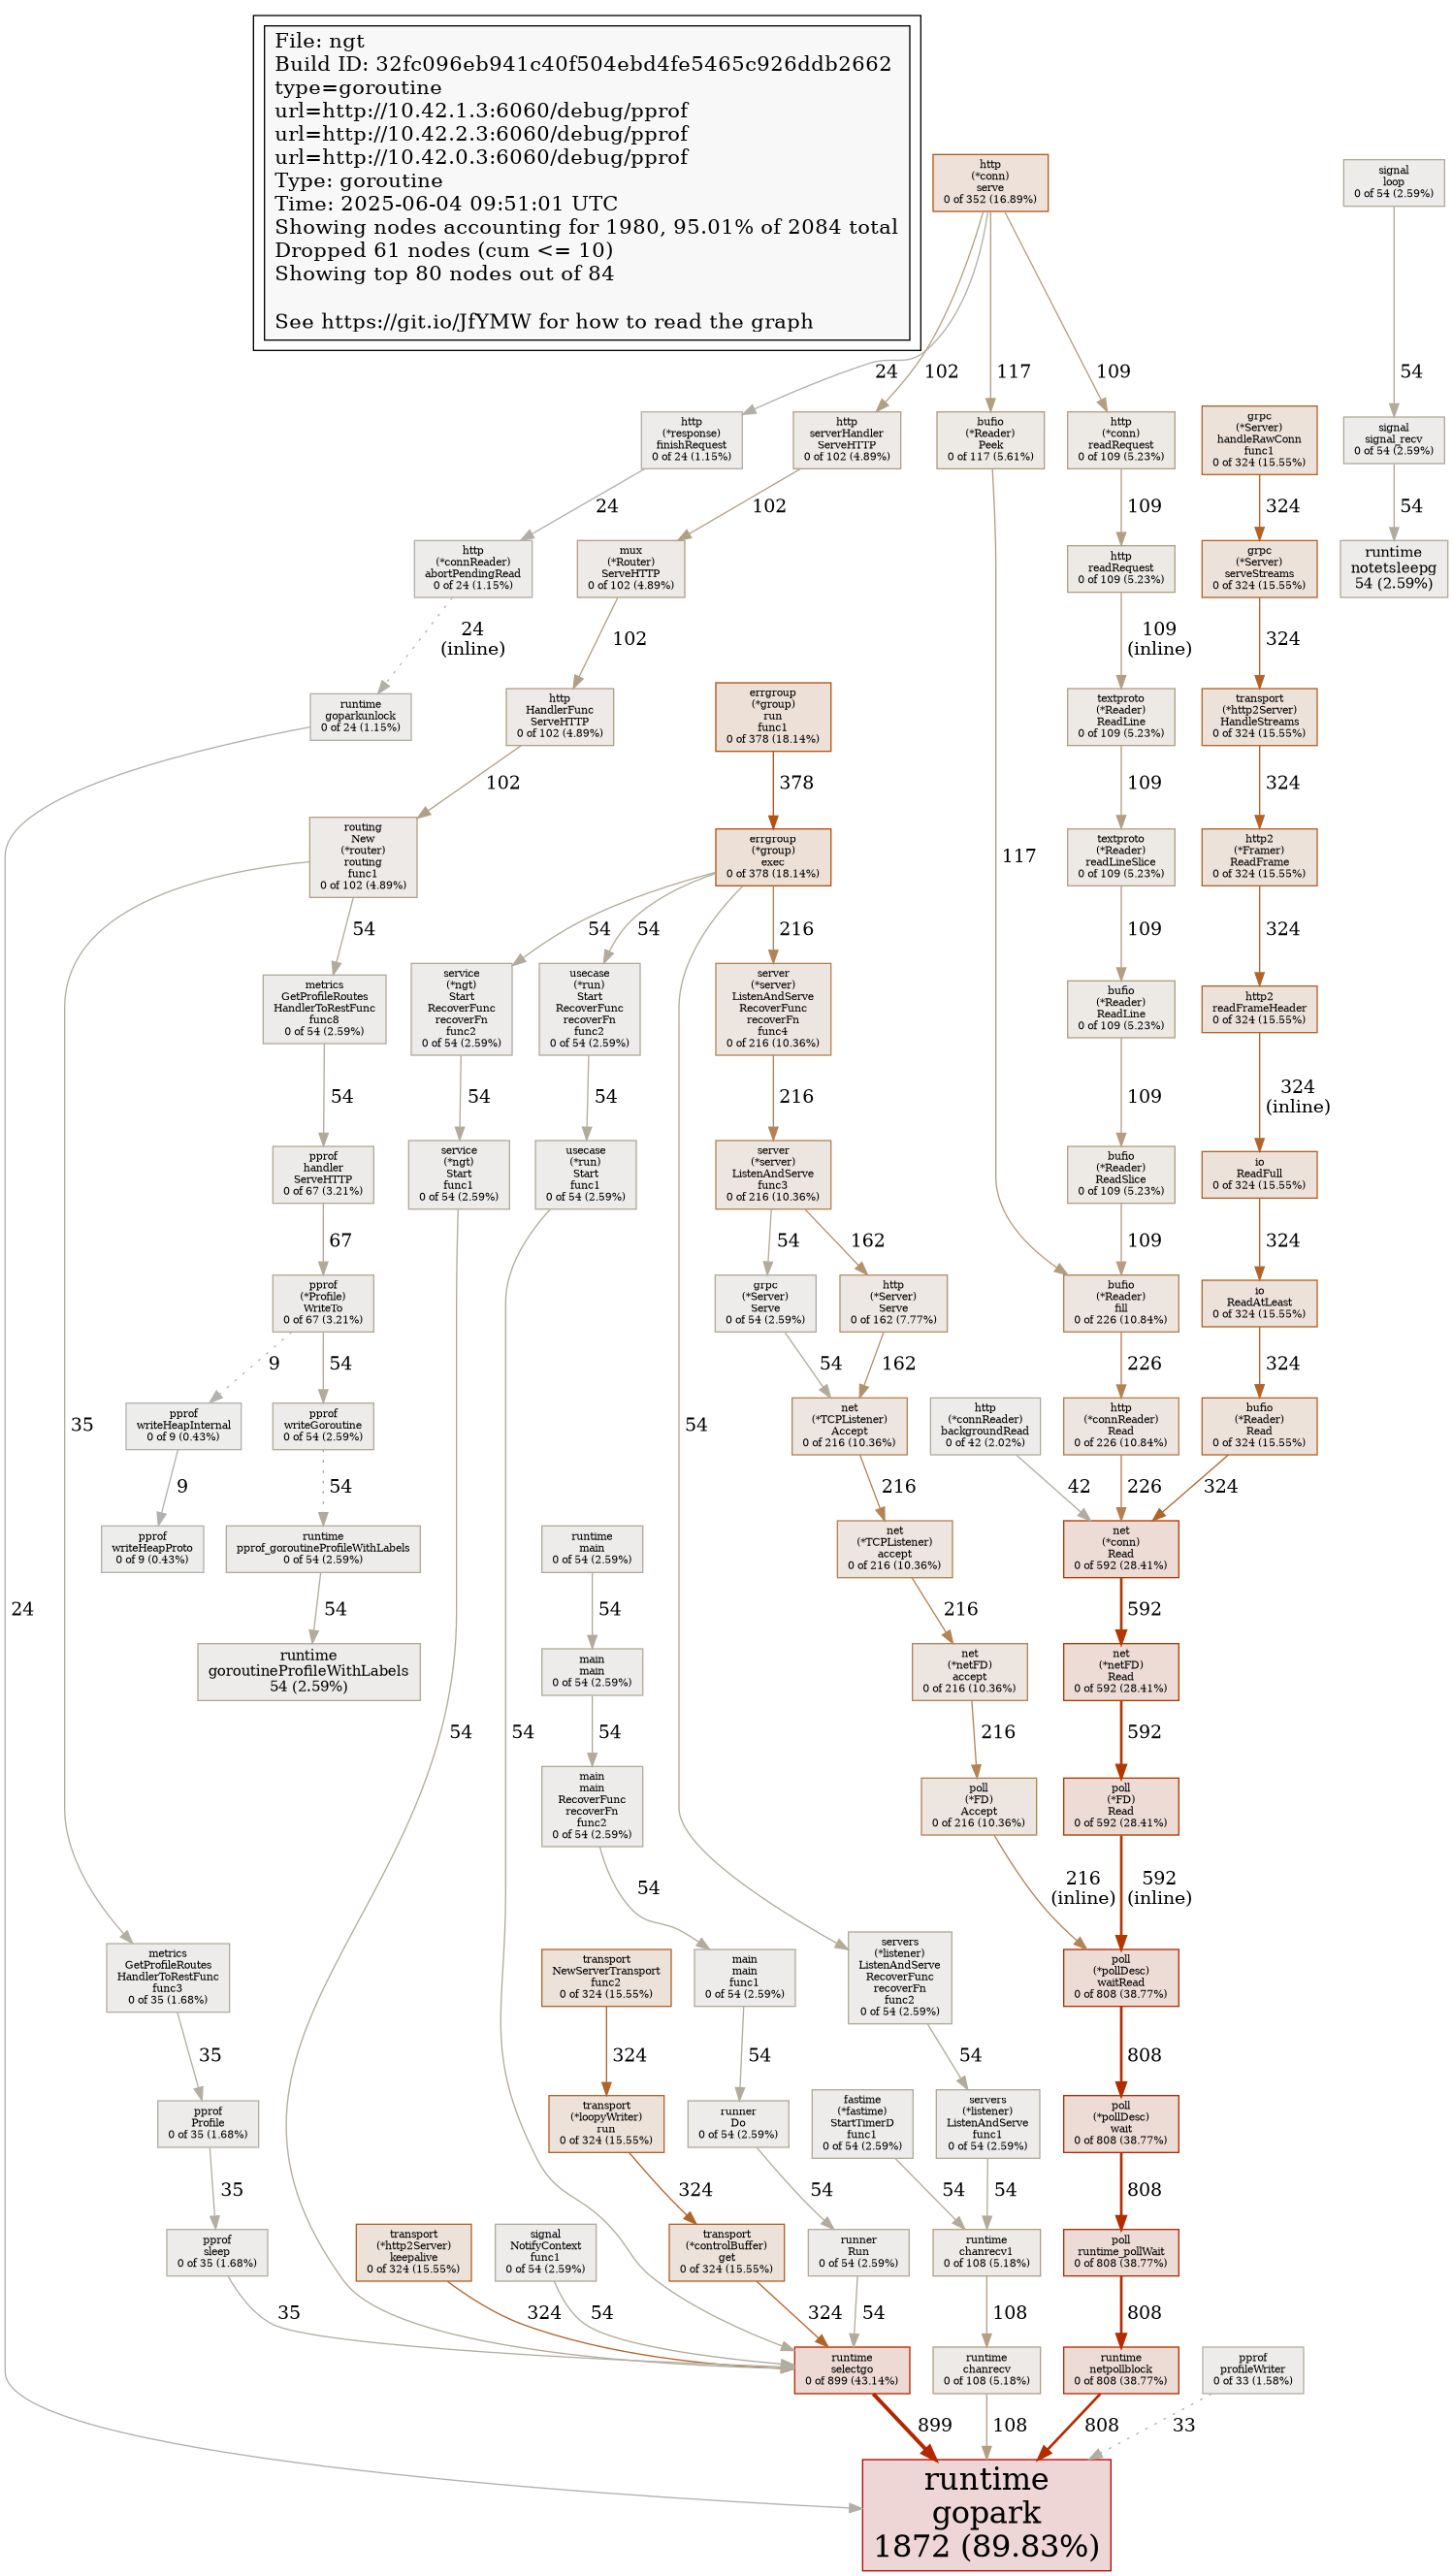 File: ngt
Build ID: 32fc096eb941c40f504ebd4fe5465c926ddb2662
type=goroutine
url=http://10.42.1.3:6060/debug/pprof
url=http://10.42.2.3:6060/debug/pprof
url=http://10.42.0.3:6060/debug/pprof
Type: goroutine
Time: 2025-06-04 09:51:01 UTC
Showing nodes accounting for 1980, 95.01% of 2084 total
Dropped 61 nodes (cum <= 10)
Showing top 80 nodes out of 84
See https://git.io/JfYMW for how to read the graph
http
(*conn)
serve
0 of 352 (16.89%)
signal
loop
0 of 54 (2.59%)
24
102
117
109
54
http
(*response)
finishRequest
0 of 24 (1.15%)
http
serverHandler
ServeHTTP
0 of 102 (4.89%)
bufio
(*Reader)
Peek
0 of 117 (5.61%)
http
(*conn)
readRequest
0 of 109 (5.23%)
grpc
(*Server)
handleRawConn
func1
0 of 324 (15.55%)
signal
signal_recv
0 of 54 (2.59%)
24
102
109
324
54
http
(*connReader)
abortPendingRead
0 of 24 (1.15%)
mux
(*Router)
ServeHTTP
0 of 102 (4.89%)
http
readRequest
0 of 109 (5.23%)
grpc
(*Server)
serveStreams
0 of 324 (15.55%)
runtime
notetsleepg
54 (2.59%)
24
(inline)
102
109
(inline)
324
runtime
goparkunlock
0 of 24 (1.15%)
http
HandlerFunc
ServeHTTP
0 of 102 (4.89%)
errgroup
(*group)
run
func1
0 of 378 (18.14%)
textproto
(*Reader)
ReadLine
0 of 109 (5.23%)
transport
(*http2Server)
HandleStreams
0 of 324 (15.55%)
102
378
109
324
routing
New
(*router)
routing
func1
0 of 102 (4.89%)
errgroup
(*group)
exec
0 of 378 (18.14%)
117
textproto
(*Reader)
readLineSlice
0 of 109 (5.23%)
http2
(*Framer)
ReadFrame
0 of 324 (15.55%)
54
54
54
216
109
324
metrics
GetProfileRoutes
HandlerToRestFunc
func8
0 of 54 (2.59%)
service
(*ngt)
Start
RecoverFunc
recoverFn
func2
0 of 54 (2.59%)
usecase
(*run)
Start
RecoverFunc
recoverFn
func2
0 of 54 (2.59%)
server
(*server)
ListenAndServe
RecoverFunc
recoverFn
func4
0 of 216 (10.36%)
bufio
(*Reader)
ReadLine
0 of 109 (5.23%)
http2
readFrameHeader
0 of 324 (15.55%)
54
54
54
216
109
324
(inline)
pprof
handler
ServeHTTP
0 of 67 (3.21%)
service
(*ngt)
Start
func1
0 of 54 (2.59%)
usecase
(*run)
Start
func1
0 of 54 (2.59%)
server
(*server)
ListenAndServe
func3
0 of 216 (10.36%)
bufio
(*Reader)
ReadSlice
0 of 109 (5.23%)
io
ReadFull
0 of 324 (15.55%)
67
54
162
109
324
pprof
(*Profile)
WriteTo
0 of 67 (3.21%)
grpc
(*Server)
Serve
0 of 54 (2.59%)
http
(*Server)
Serve
0 of 162 (7.77%)
bufio
(*Reader)
fill
0 of 226 (10.84%)
io
ReadAtLeast
0 of 324 (15.55%)
9
54
54
162
226
324
35
pprof
writeHeapInternal
0 of 9 (0.43%)
pprof
writeGoroutine
0 of 54 (2.59%)
54
net
(*TCPListener)
Accept
0 of 216 (10.36%)
http
(*connReader)
backgroundRead
0 of 42 (2.02%)
http
(*connReader)
Read
0 of 226 (10.84%)
bufio
(*Reader)
Read
0 of 324 (15.55%)
9
54
216
42
226
324
pprof
writeHeapProto
0 of 9 (0.43%)
runtime
pprof_goroutineProfileWithLabels
0 of 54 (2.59%)
runtime
main
0 of 54 (2.59%)
net
(*TCPListener)
accept
0 of 216 (10.36%)
net
(*conn)
Read
0 of 592 (28.41%)
24
54
54
216
592
runtime
goroutineProfileWithLabels
54 (2.59%)
main
main
0 of 54 (2.59%)
net
(*netFD)
accept
0 of 216 (10.36%)
net
(*netFD)
Read
0 of 592 (28.41%)
54
54
54
216
592
main
main
RecoverFunc
recoverFn
func2
0 of 54 (2.59%)
poll
(*FD)
Accept
0 of 216 (10.36%)
poll
(*FD)
Read
0 of 592 (28.41%)
54
216
(inline)
592
(inline)
metrics
GetProfileRoutes
HandlerToRestFunc
func3
0 of 35 (1.68%)
transport
NewServerTransport
func2
0 of 324 (15.55%)
main
main
func1
0 of 54 (2.59%)
servers
(*listener)
ListenAndServe
RecoverFunc
recoverFn
func2
0 of 54 (2.59%)
poll
(*pollDesc)
waitRead
0 of 808 (38.77%)
35
324
54
54
808
pprof
Profile
0 of 35 (1.68%)
transport
(*loopyWriter)
run
0 of 324 (15.55%)
runner
Do
0 of 54 (2.59%)
fastime
(*fastime)
StartTimerD
func1
0 of 54 (2.59%)
servers
(*listener)
ListenAndServe
func1
0 of 54 (2.59%)
poll
(*pollDesc)
wait
0 of 808 (38.77%)
35
324
54
54
54
808
pprof
sleep
0 of 35 (1.68%)
transport
(*http2Server)
keepalive
0 of 324 (15.55%)
signal
NotifyContext
func1
0 of 54 (2.59%)
transport
(*controlBuffer)
get
0 of 324 (15.55%)
runner
Run
0 of 54 (2.59%)
runtime
chanrecv1
0 of 108 (5.18%)
poll
runtime_pollWait
0 of 808 (38.77%)
35
324
54
324
54
108
808
runtime
selectgo
0 of 899 (43.14%)
runtime
chanrecv
0 of 108 (5.18%)
runtime
netpollblock
0 of 808 (38.77%)
pprof
profileWriter
0 of 33 (1.58%)
899
108
808
33
runtime
gopark
1872 (89.83%)